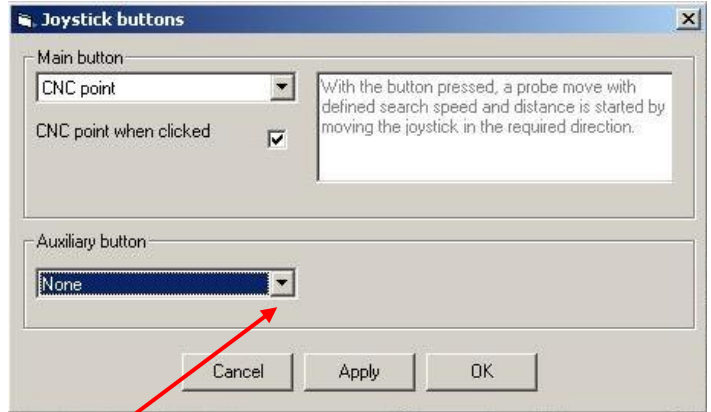 Joystick buttons
Main button
CNC point
With the button pressed, a probe move with
defined search speed and distance is started by
moving the joystick in the required direction.
CNC point when clicked
Auxiliary button
None
Cancel
Apply
OK